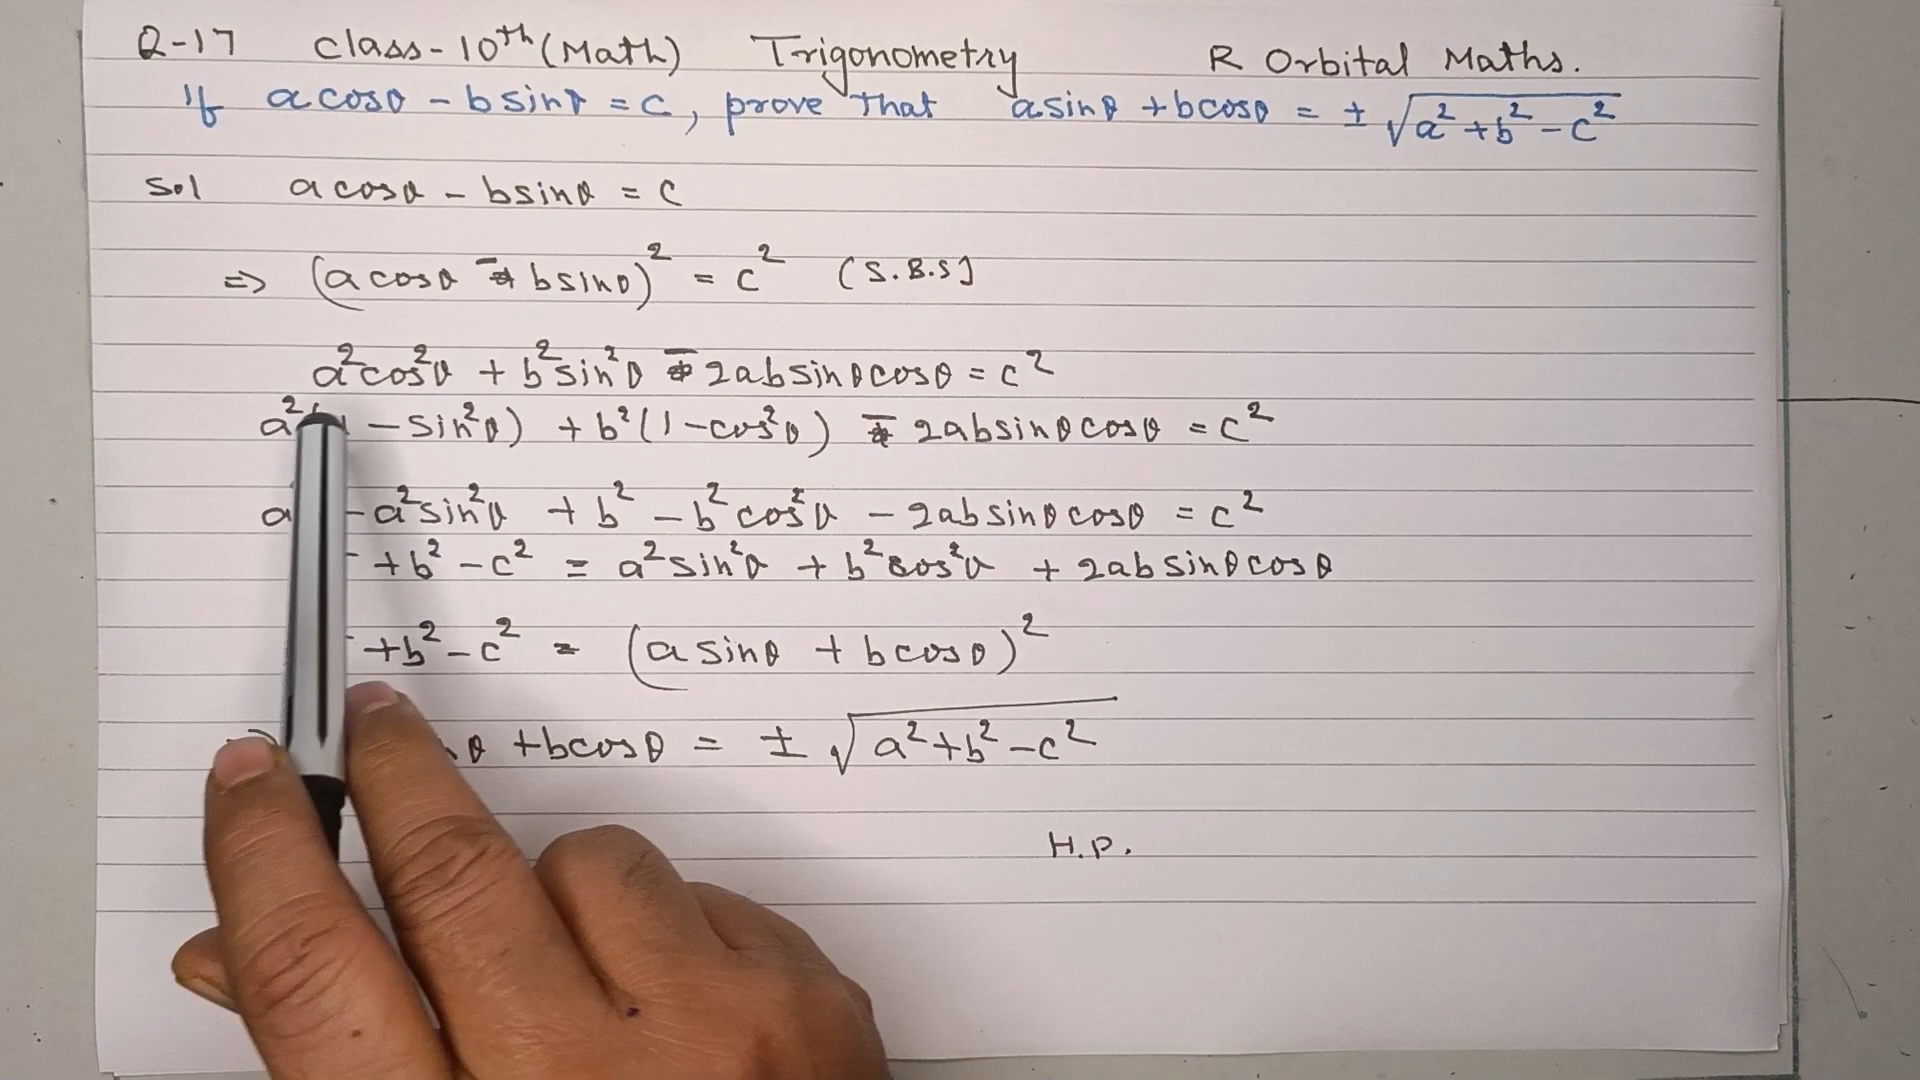 Q-17 Class-10th (Math) Trigonometry R Orbital Maths.
If a cosθ - b sinθ = c, prove that a sinθ + b cosθ = ± √(a² + b² - c²)
Sol a cosθ - b sinθ = c
⇒ (a cosθ - b sinθ)² = c² (S.B.S]
a² cos²θ + b² sin²θ - 2ab sinθ cosθ = c²
a²( - sin²θ) + b²(1 - cos²θ) - 2ab sinθ cosθ = c²
a - a² sin²θ + b² - b² cos²θ - 2ab sinθ cosθ = c²
+ b² - c² = a² sin²θ + b² cos²θ + 2ab sinθ cosθ
+ b² - c² = (a sinθ + b cosθ)²
θ + b cosθ = ± √(a² + b² - c²)
H.P.